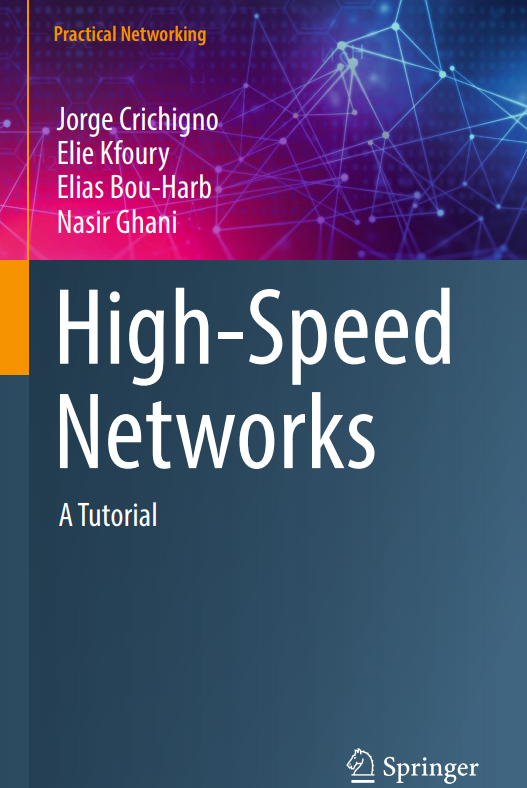 Practical Networking
Jorge Crichigno
Elie Kfoury
Elias Bou-Harb
Nasir Ghani
High-Speed
Networks
A Tutorial
Springer